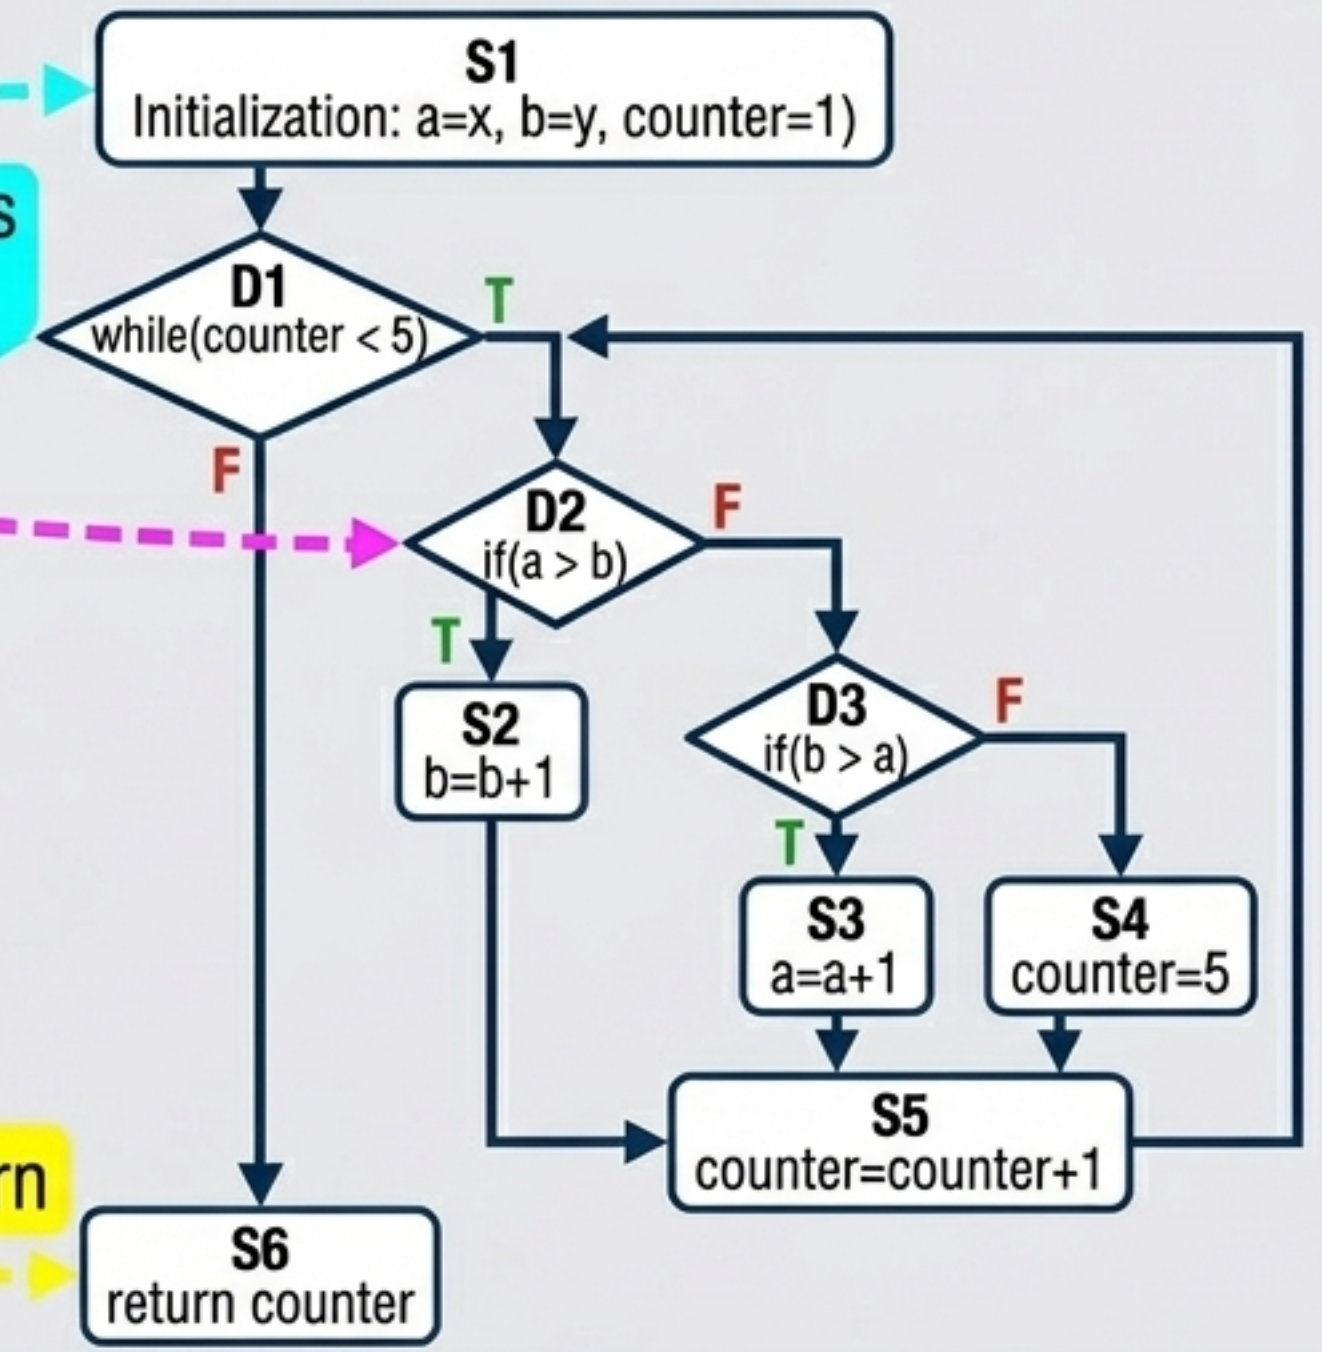 S1
Initialization: a=x, b=y, counter=1)
s
D1
while(counter < 5)
T
F
D2
if(a > b)
F
T
S2
b=b+1
D3
if(b > a)
F
T
S3
a=a+1
S4
counter=5
S5
counter=counter+1
rn
S6
return counter